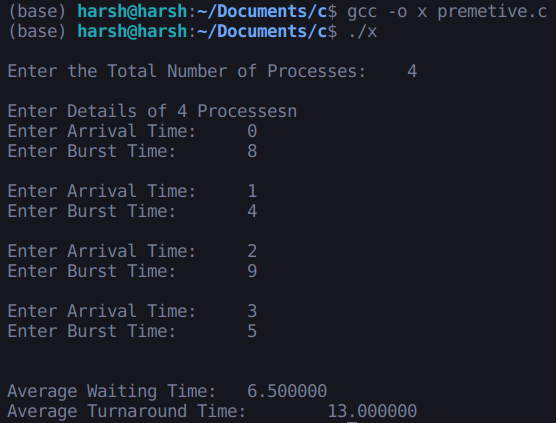 (base) harsh@harsh:~/Documents/c$ gcc -o x premetive.c
(base) harsh@harsh:~/Documents/c$ ./x
Enter the Total Number of Processes:    4
Enter Details of 4 Processesn
Enter Arrival Time:     0
Enter Burst Time:       8
Enter Arrival Time:     1
Enter Burst Time:       4
Enter Arrival Time:     2
Enter Burst Time:       9
Enter Arrival Time:     3
Enter Burst Time:       5
Average Waiting Time:   6.500000
Average Turnaround Time:        13.000000